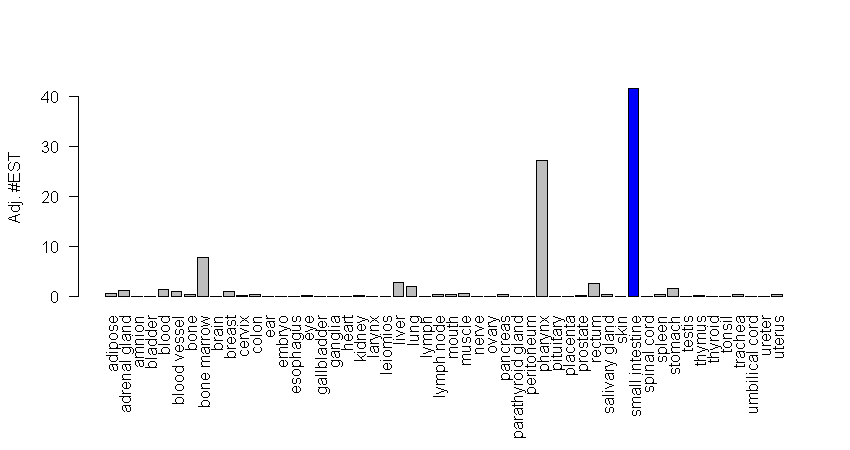 Adj. #EST
40
30
20
10
0
adipose
adrenal gland
amnion
bladder
blood
blood vessel
bone
bone marrow
brain
breast
cervix
colon
ear
embryo
esophagus
eye
gallbladder
ganglia
heart
kidney
larynx
leiomios
liver
lung
lymph
lymph node
mouth
muscle
nerve
ovary
pancreas
parathyroid gland
peritoneum
pharynx
pituitary
placenta
prostate
rectum
salivary gland
skin
small intestine
spinal cord
spleen
stomach
testis
thymus
thyroid
tonsil
trachea
umbilical cord
ureter
uterus